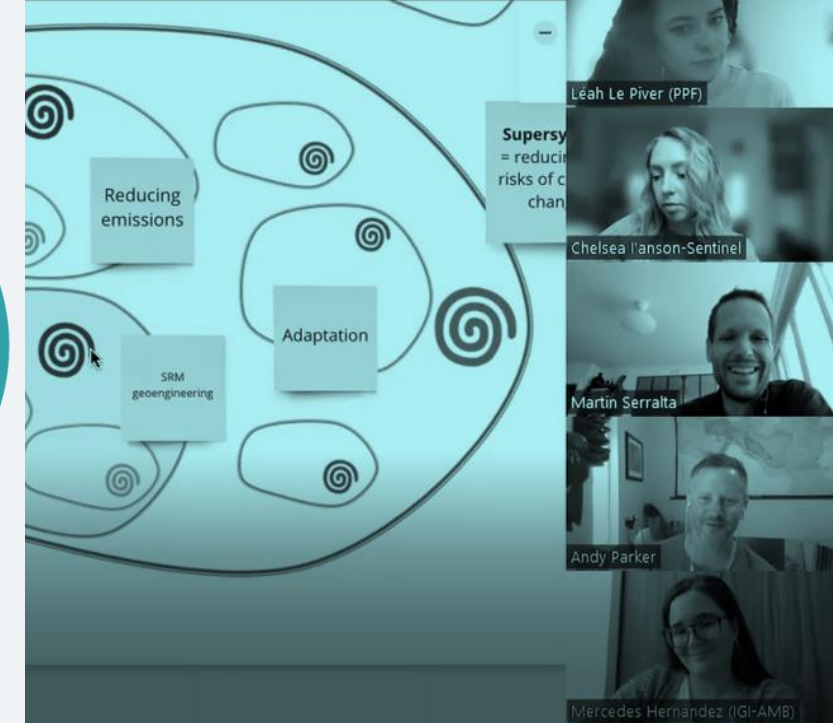 Reducing
emissions
SRM
geoengineering
Adaptation
Supersy
= reducin
risks of c
chan
Léah Le Piver (PPF)
Chelsea I'anson-Sentinel
Martin Serralta
Andy Parker
Mercedes Hernández (IGI-AMB)